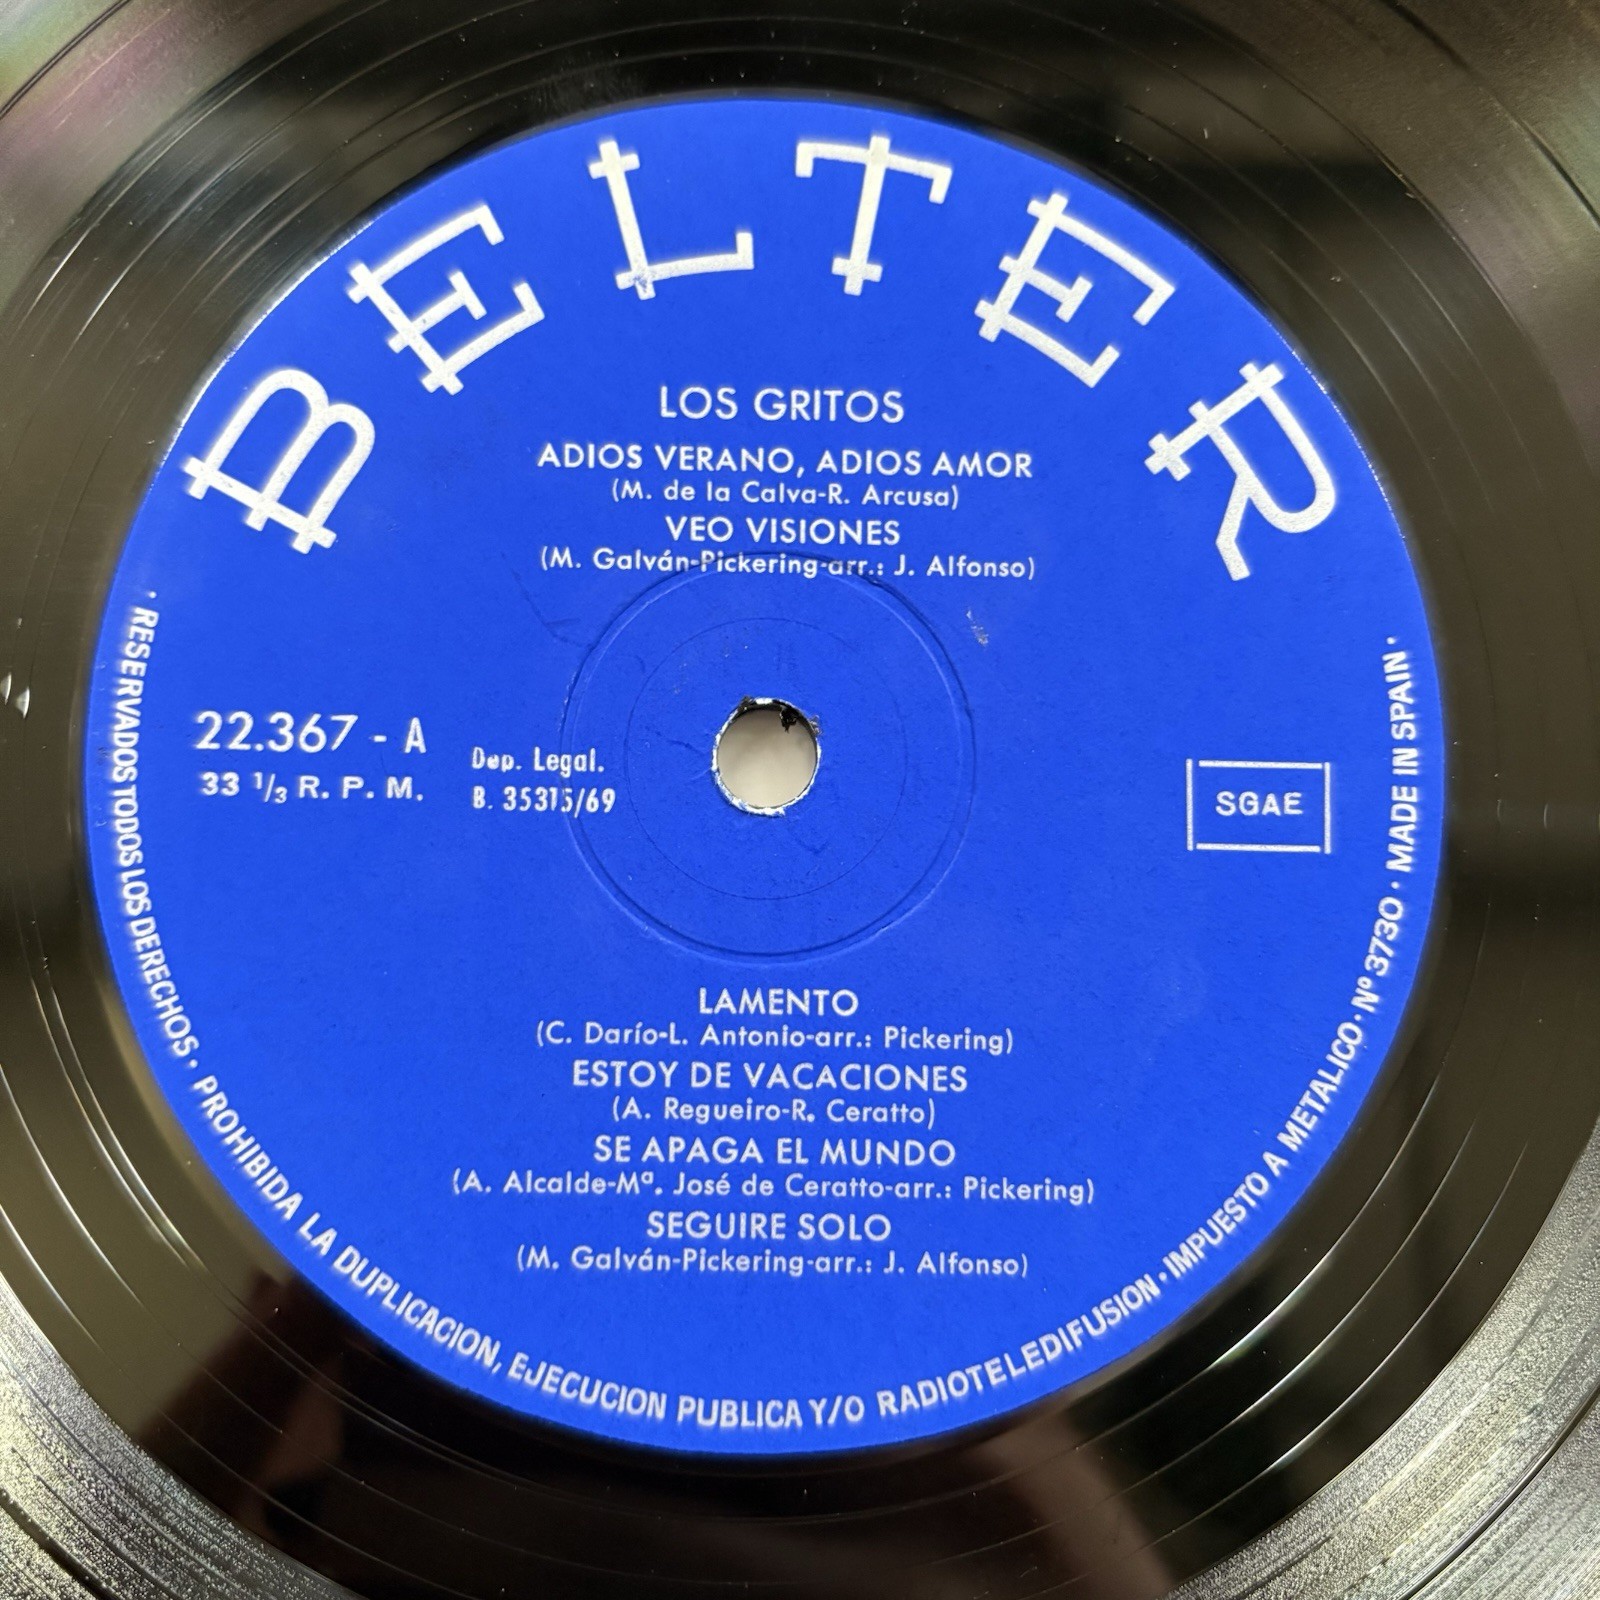 BELTER
LOS GRITOS
ADIOS VERANO, ADIOS AMOR
(M. de la Calva-R. Arcusa)
VEO VISIONES
(M. Galván-Pickering-arr.: J. Alfonso)
22.367 - A
33 1/3 R. P. M.
Dep. Legal.
B. 35315/69
SGAE
LAMENTO
(C. Darío-L. Antonio-arr.: Pickering)
ESTOY DE VACACIONES
(A. Regueiro-R. Ceratto)
SE APAGA EL MUNDO
(A. Alcalde-Mª. José de Ceratto-arr.: Pickering)
SEGUIRE SOLO
(M. Galván-Pickering-arr.: J. Alfonso)
· RESERVADOS TODOS LOS DERECHOS · PROHIBIDA LA DUPLICACION, EJECUCION PUBLICA Y/O RADIOTELEDIFUSION · IMPUESTO A METALICO · Nº 3730 · MADE IN SPAIN ·